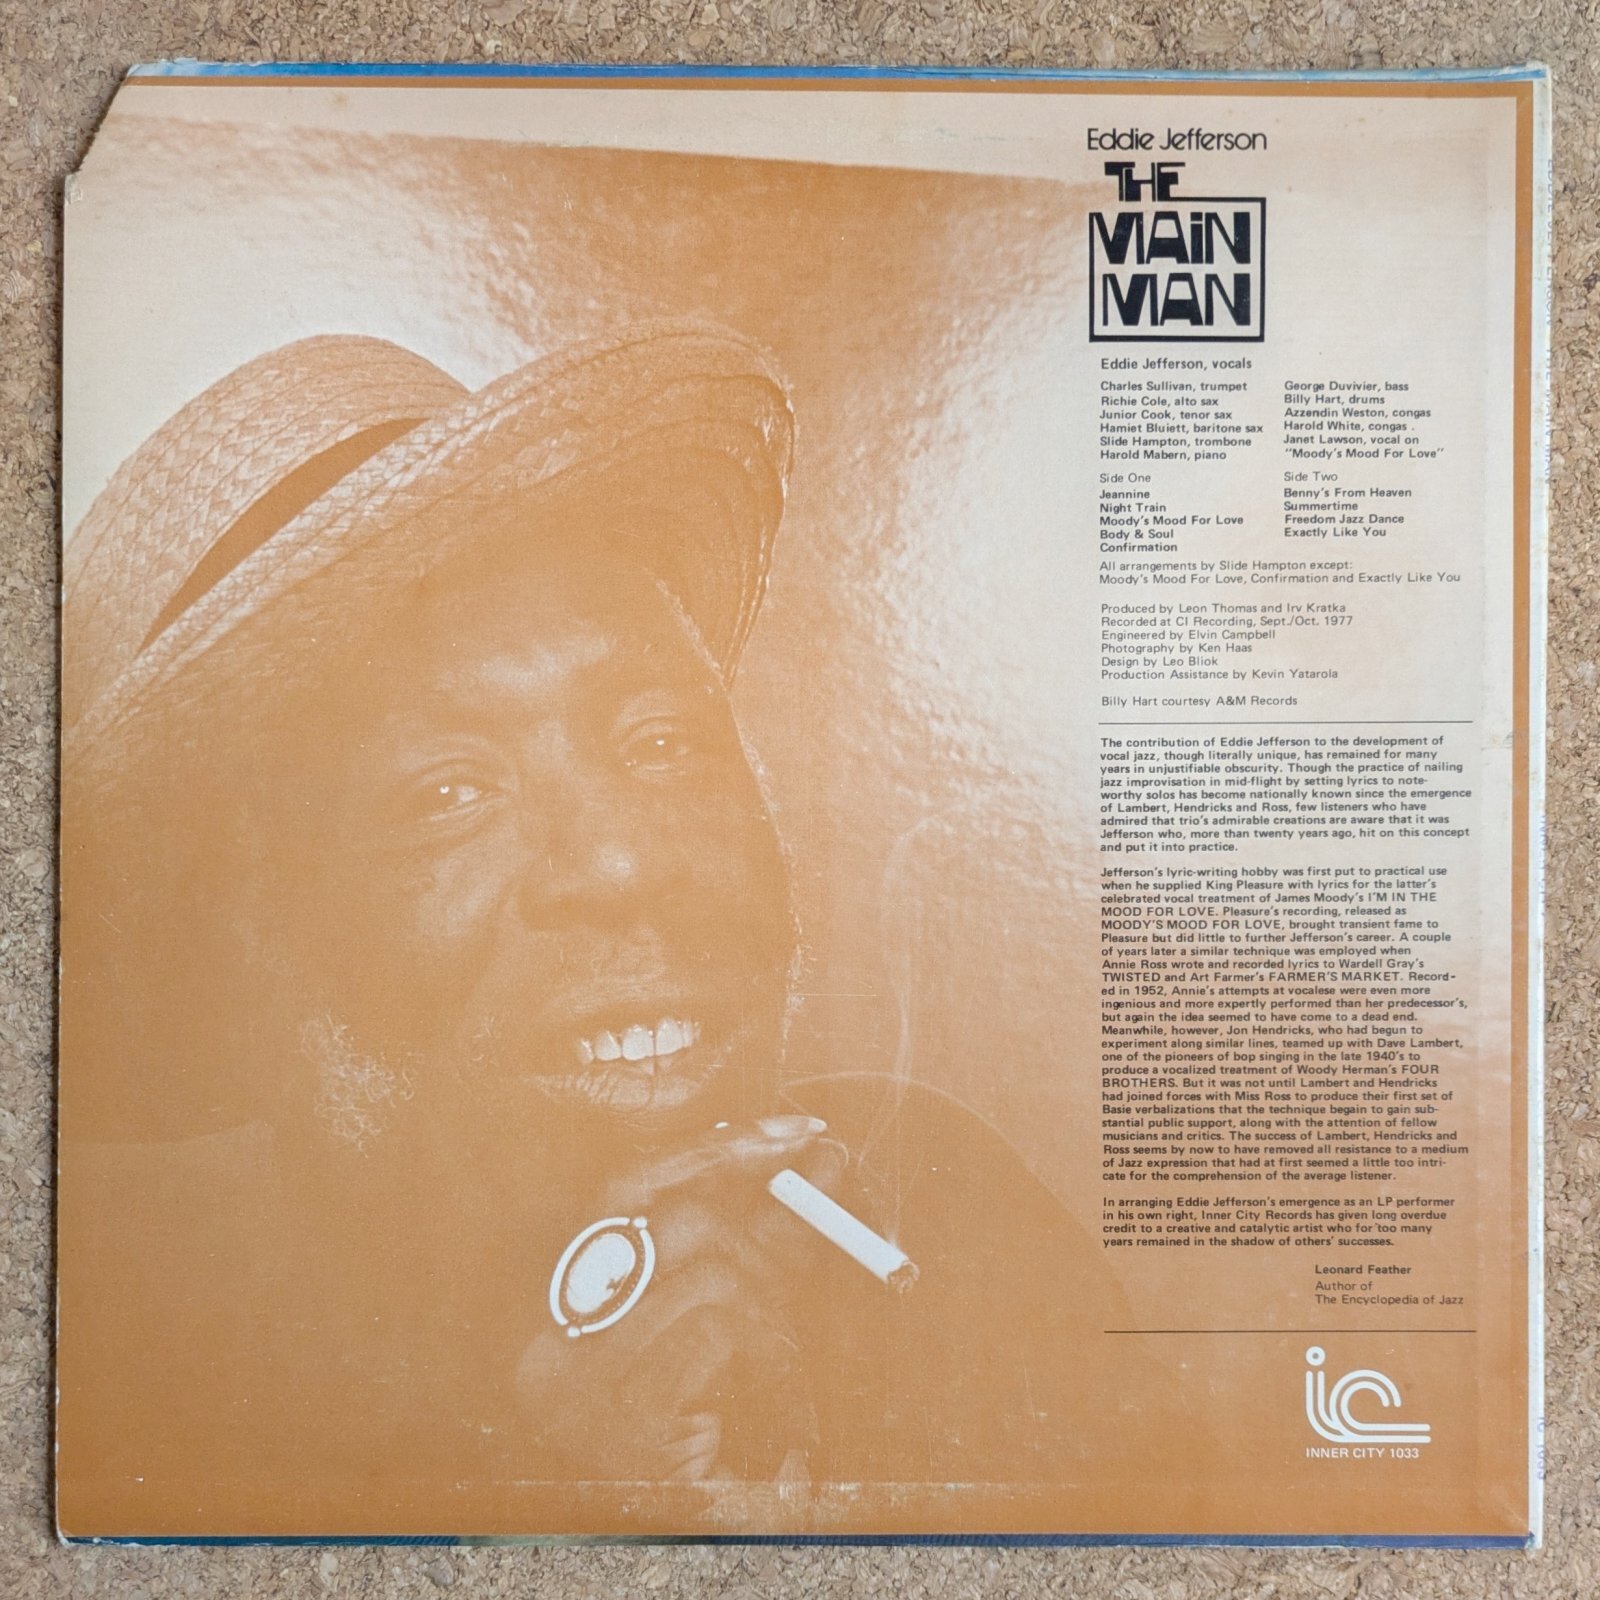 Eddie Jefferson
THE
MAiN
MAN
Eddie Jefferson, vocals
Charles Sullivan, trumpet
Richie Cole, alto sax
Junior Cook, tenor sax
Hamiet Bluiett, baritone sax
Slide Hampton, trombone
Harold Mabern, piano
George Duvivier, bass
Billy Hart, drums
Azzendin Weston, congas
Harold White, congas .
Janet Lawson, vocal on
"Moody's Mood For Love"
Side One
Jeannine
Night Train
Moody's Mood For Love
Body & Soul
Confirmation
Side Two
Benny's From Heaven
Summertime
Freedom Jazz Dance
Exactly Like You
All arrangements by Slide Hampton except:
Moody's Mood For Love, Confirmation and Exactly Like You
Produced by Leon Thomas and Irv Kratka
Recorded at CI Recording, Sept./Oct. 1977
Engineered by Elvin Campbell
Photography by Ken Haas
Design by Leo Bliok
Production Assistance by Kevin Yatarola
Billy Hart courtesy A&M Records
The contribution of Eddie Jefferson to the development of
vocal jazz, though literally unique, has remained for many
years in unjustifiable obscurity. Though the practice of nailing
jazz improvisation in mid-flight by setting lyrics to note-
worthy solos has become nationally known since the emergence
of Lambert, Hendricks and Ross, few listeners who have
admired that trio's admirable creations are aware that it was
Jefferson who, more than twenty years ago, hit on this concept
and put it into practice.
Jefferson's lyric-writing hobby was first put to practical use
when he supplied King Pleasure with lyrics for the latter's
celebrated vocal treatment of James Moody's I'M IN THE
MOOD FOR LOVE. Pleasure's recording, released as
MOODY'S MOOD FOR LOVE, brought transient fame to
Pleasure but did little to further Jefferson's career. A couple
of years later a similar technique was employed when
Annie Ross wrote and recorded lyrics to Wardell Gray's
TWISTED and Art Farmer's FARMER'S MARKET. Record-
ed in 1952, Annie's attempts at vocalese were even more
ingenious and more expertly performed than her predecessor's,
but again the idea seemed to have come to a dead end.
Meanwhile, however, Jon Hendricks, who had begun to
experiment along similar lines, teamed up with Dave Lambert,
one of the pioneers of bop singing in the late 1940's to
produce a vocalized treatment of Woody Herman's FOUR
BROTHERS. But it was not until Lambert and Hendricks
had joined forces with Miss Ross to produce their first set of
Basie verbalizations that the technique begain to gain sub-
stantial public support, along with the attention of fellow
musicians and critics. The success of Lambert, Hendricks and
Ross seems by now to have removed all resistance to a medium
of Jazz expression that had at first seemed a little too intri-
cate for the comprehension of the average listener.
In arranging Eddie Jefferson's emergence as an LP performer
in his own right, Inner City Records has given long overdue
credit to a creative and catalytic artist who for too many
years remained in the shadow of others' successes.
Leonard Feather
Author of
The Encyclopedia of Jazz
ic
INNER CITY 1033